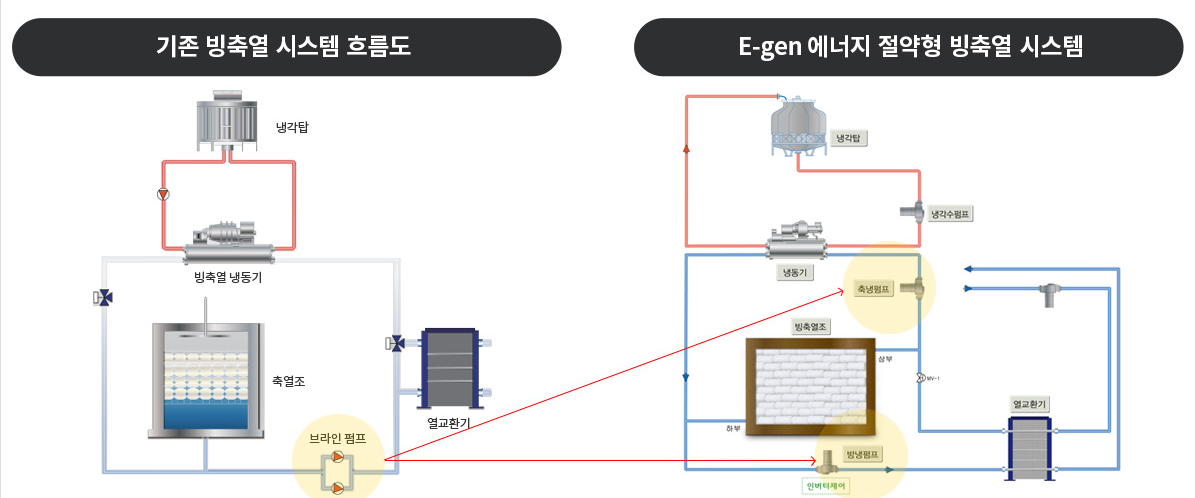 기존 빙축열 시스템 흐름도
냉각탑
빙축열 냉동기
축열조
열교환기
브라인 펌프
E-gen 에너지 절약형 빙축열 시스템
냉각탑
냉각수펌프
냉동기
축냉펌프
빙축열조
상부
MV-1
열교환기
하부
방냉펌프
인버터제어